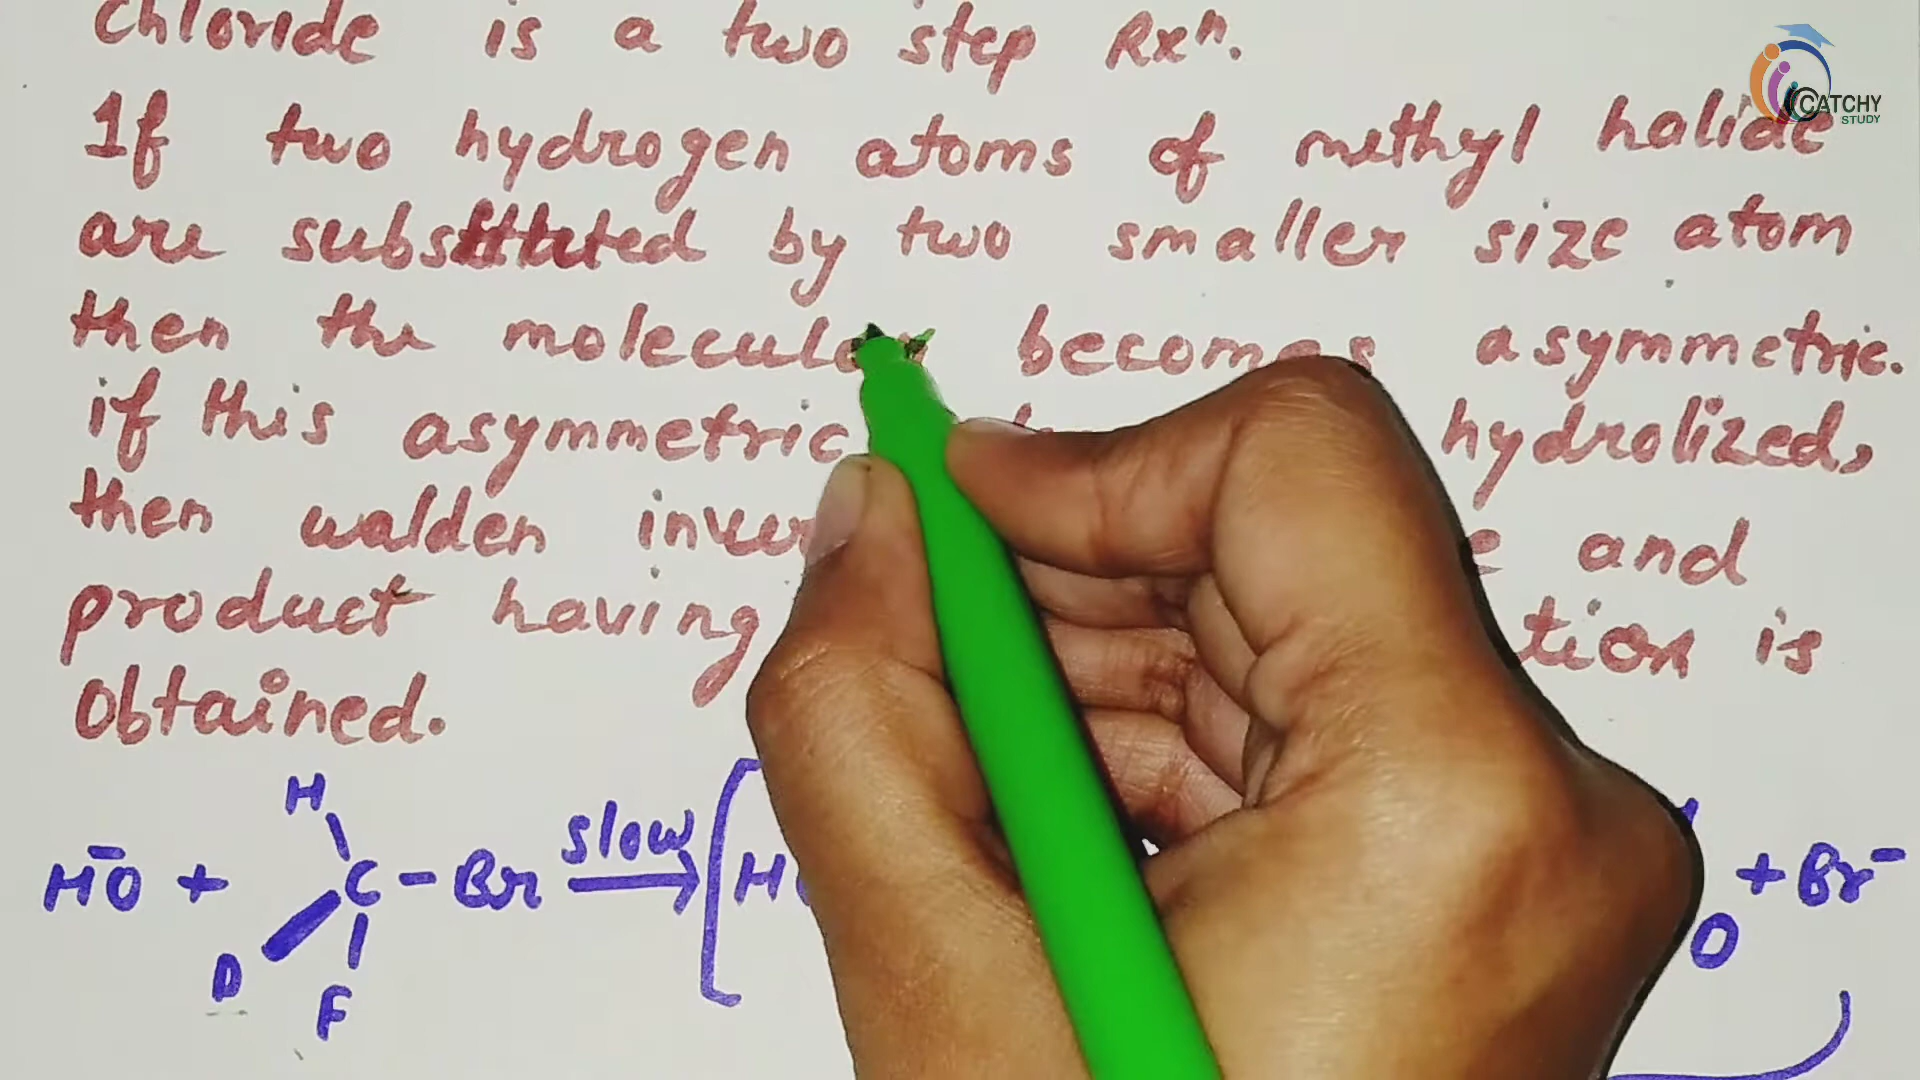 Chloride is a two step Rxⁿ.
CATCHY
STUDY
If two hydrogen atoms of methyl halide
are substituted by two smaller size atom
then the molecule becomes asymmetric.
if this asymmetric hydrolized,
then walden and
product having is
obtained.
H
slow
HO⁻ + C - Br → [ H + Br⁻
D
F
D